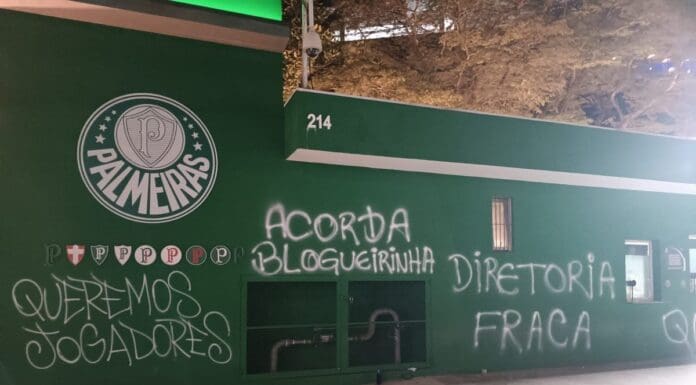 214
PALMEIRAS
P
QUEREMOS
JOGADORES
ACORDA
BLOGUEIRINHA
DIRETORIA
FRACA